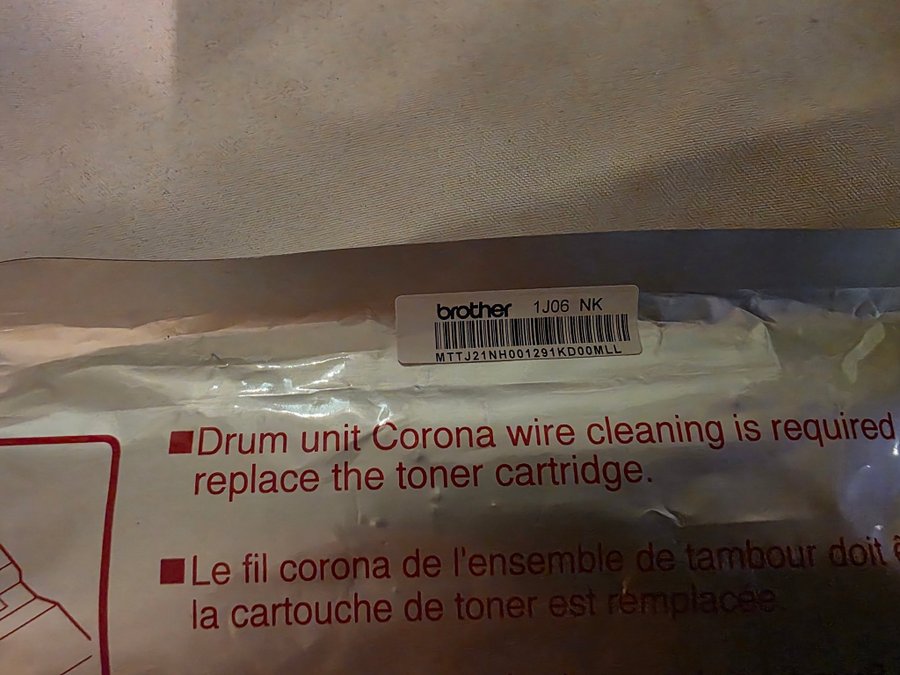 brother 1J06 NK
MTTJ21NH001291KD00MLL
■Drum unit Corona wire cleaning is required
replace the toner cartridge.
■Le fil corona de l'ensemble de tambour doit
la cartouche de toner est remplacée.